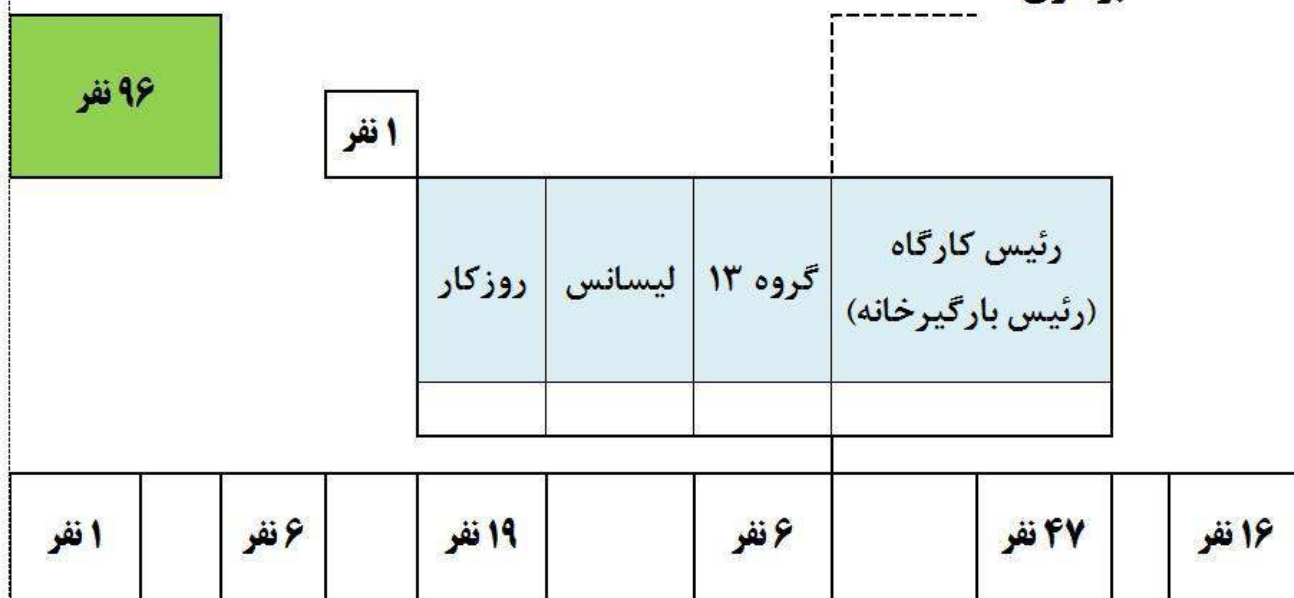 ۹۶ نفر
۱ نفر
رئیس کارگاه
(رئیس بارگیرخانه)
گروه ۱۳
لیسانس
روزکار
۱۶ نفر
۴۷ نفر
۶ نفر
۱۹ نفر
۶ نفر
۱ نفر